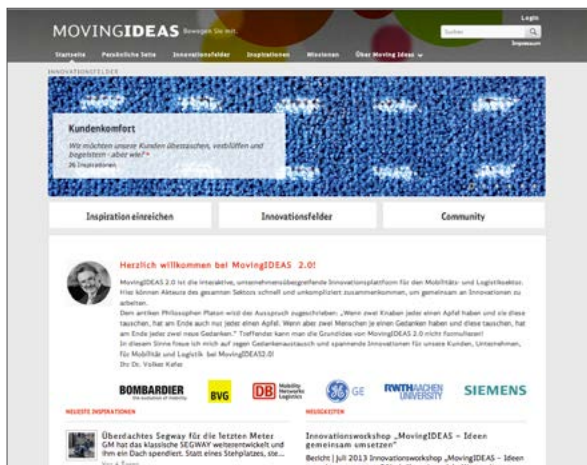 Login
MOVINGIDEAS Bewegen Sie mit.
Suchen
Impressum
Startseite Persönliche Seite Innovationsfelder Inspirationen Missionen Über Moving Ideas
INNOVATIONSFELDER
Kundenkomfort
Wir möchten unsere Kunden überraschen, verblüffen und
begeistern - aber wie?
26 Inspirationen
Inspiration einreichen Innovationsfelder Community
Herzlich willkommen bei MovingIDEAS 2.0!
MovingIDEAS 2.0 ist die interaktive, unternehmensübergreifende Innovationsplattform für den Mobilitäts- und Logistiksektor.
Hier können Akteure des gesamten Sektors schnell und unkompliziert zusammenkommen, um gemeinsam an Innovationen zu
arbeiten.
Dem antiken Philosophen Platon wird der Ausspruch zugeschrieben: „Wenn zwei Knaben jeder einen Apfel haben und sie diese
tauschen, hat am Ende auch nur jeder einen Apfel. Wenn aber zwei Menschen je einen Gedanken haben und diese tauschen, hat
am Ende jeder zwei neue Gedanken.“ Treffender kann man die Grundidee von MovingIDEAS 2.0 nicht formulieren!
In diesem Sinne freue ich mich auf regen Gedankenaustausch und spannende Innovationen für unsere Kunden, Unternehmen,
für Mobilität und Logistik bei MovingIDEAS2.0!
Ihr Dr. Volker Kefer
BOMBARDIER
the evolution of mobility
BVG
DB Mobility
Networks
Logistics
GE
RWTHAACHEN
UNIVERSITY
SIEMENS
NEUESTE INSPIRATIONEN
Überdachtes Segway für die letzten Meter
GM hat das klassische SEGWAY weiterentwickelt und
ihm ein Dach spendiert. Statt eines Stehplatzes, ste...
Vor 4 Tagen
NEUIGKEITEN
Innovationsworkshop „MovingIDEAS – Ideen
gemeinsam umsetzen“
Bericht | Juli 2013 Innovationsworkshop „MovingIDEAS – Ideen